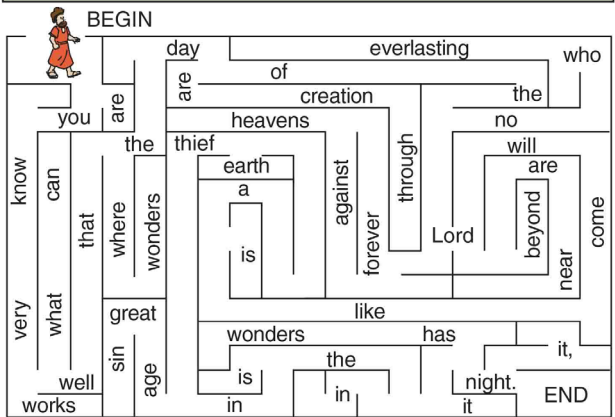 BEGIN
day
everlasting
who
of
are
creation
the
are
you
heavens
no
the
thief
will
earth
are
know
can
that
where
wonders
a
against
forever
through
Lord
beyond
near
come
is
very
what
great
like
wonders
has
it,
sin
age
the
well
is
in
night.
END
works
in
it